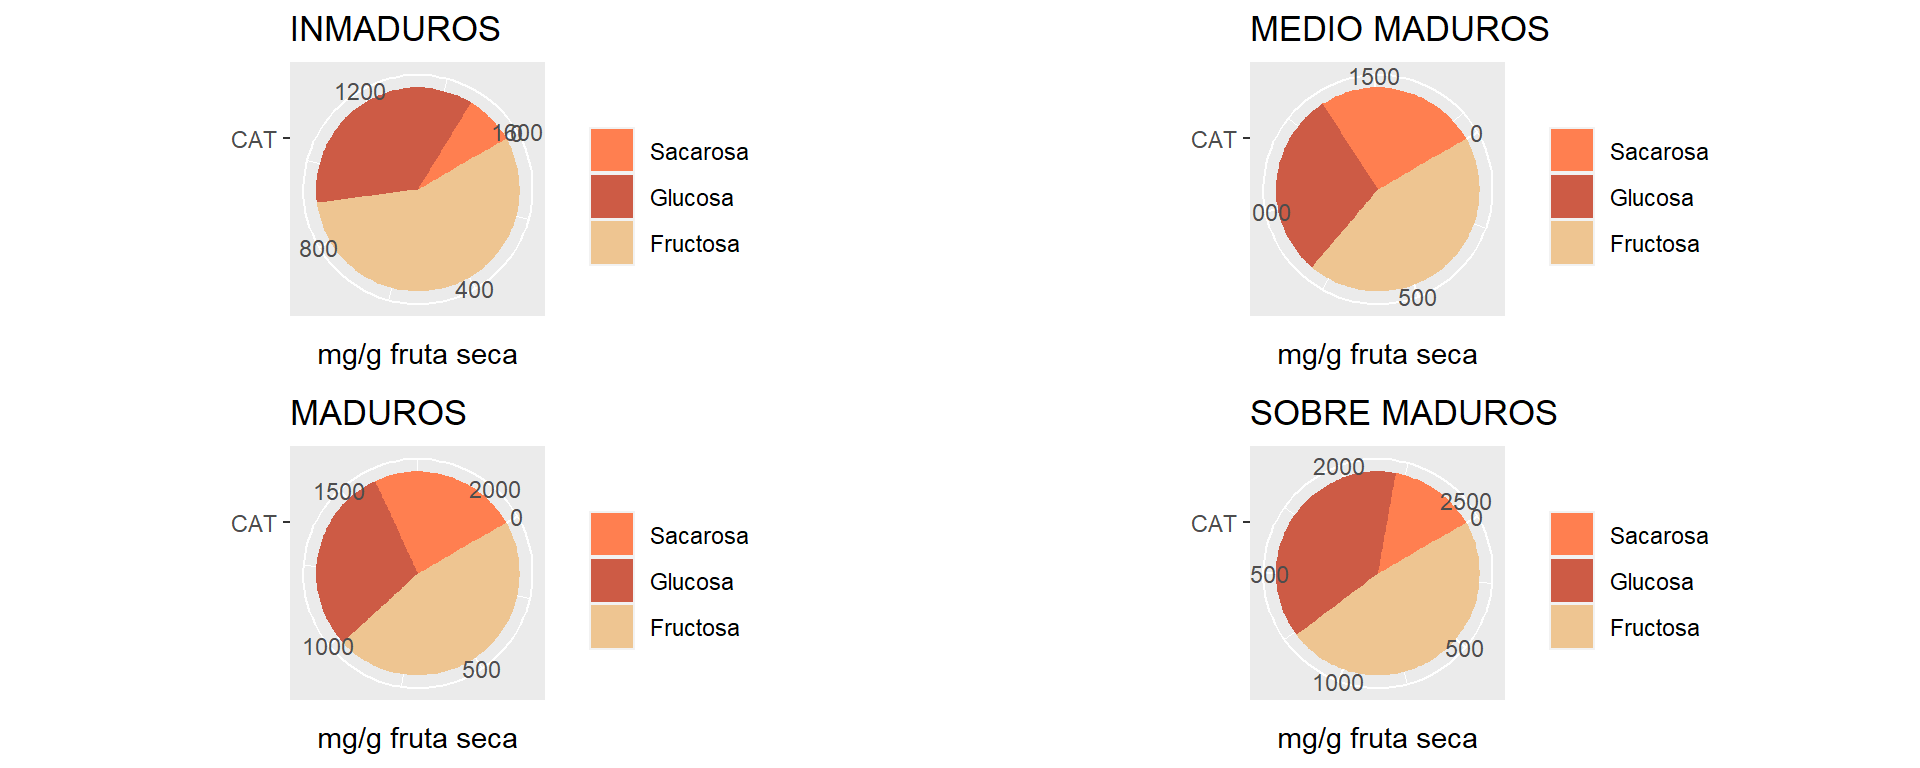 INMADUROS
1200
1600
0
CAT
800
400
mg/g fruta seca
Sacarosa
Glucosa
Fructosa
MEDIO MADUROS
1500
0
CAT
000
500
mg/g fruta seca
Sacarosa
Glucosa
Fructosa
MADUROS
1500
2000
0
CAT
1000
500
mg/g fruta seca
Sacarosa
Glucosa
Fructosa
SOBRE MADUROS
2000
2500
0
CAT
500
500
1000
mg/g fruta seca
Sacarosa
Glucosa
Fructosa